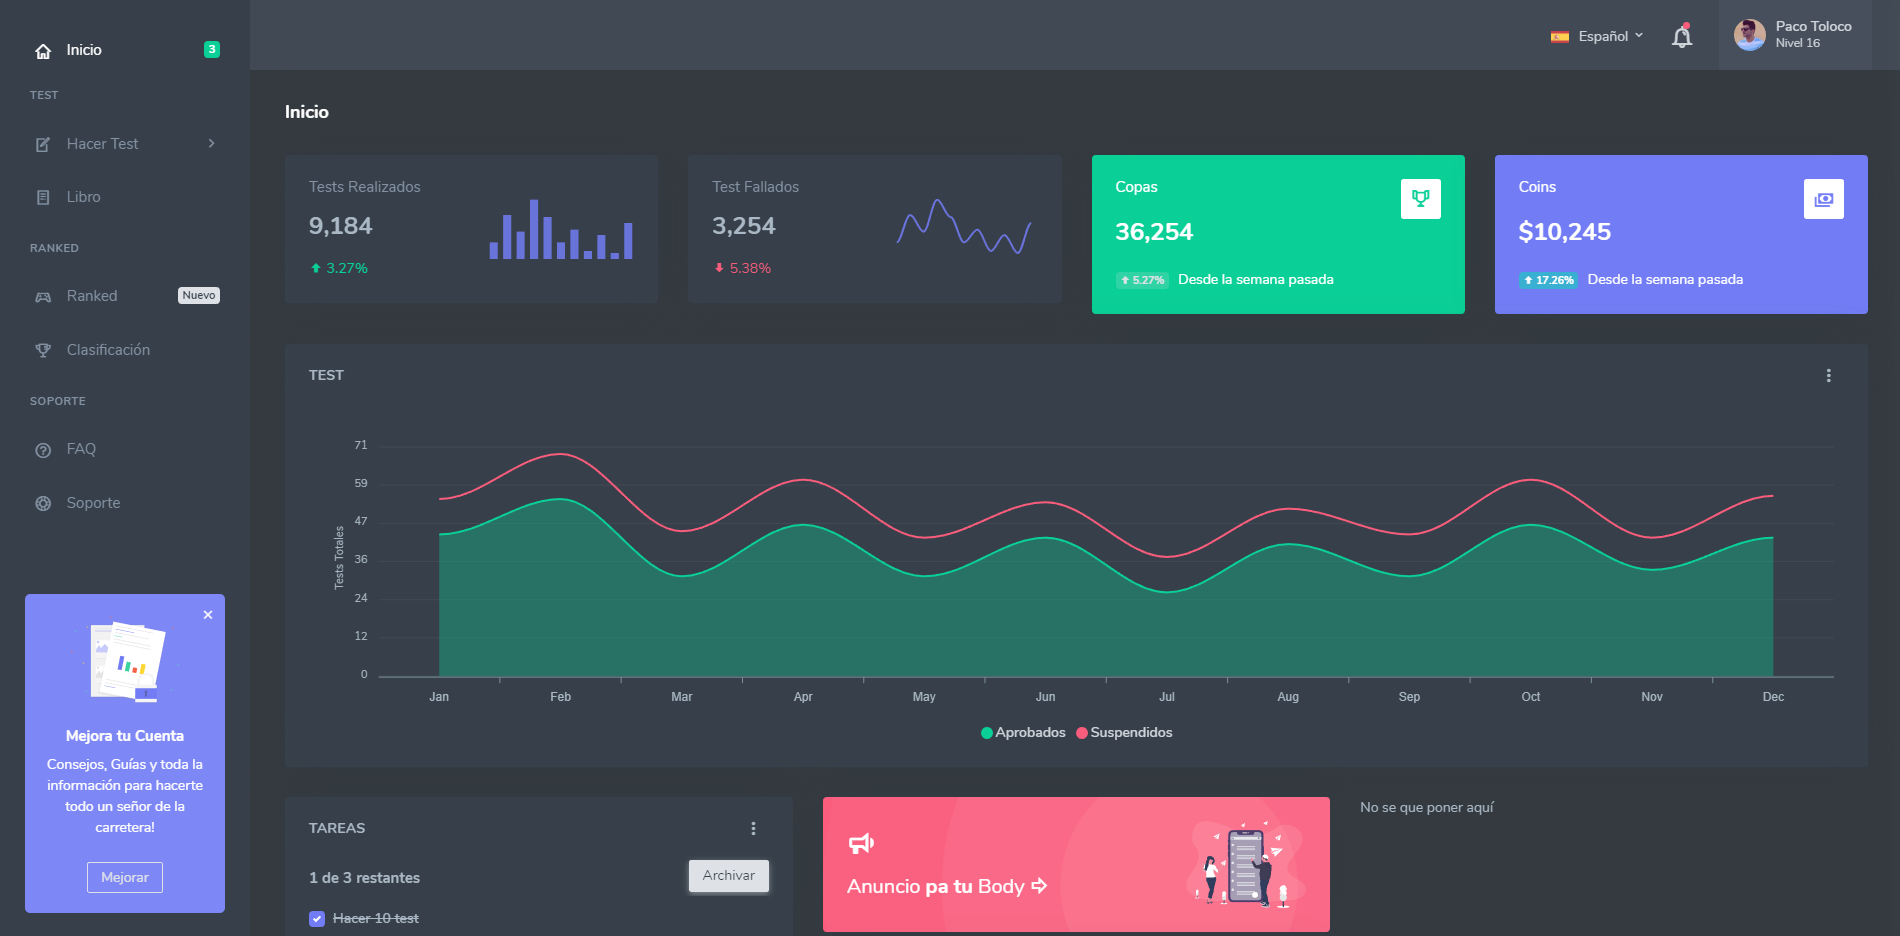 Inicio
3
TEST
Hacer Test
Libro
RANKED
Ranked
Nuevo
Clasificación
SOPORTE
FAQ
Soporte
Mejora tu Cuenta
Consejos, Guías y toda la
información para hacerte
todo un señor de la
carretera!
Mejorar
Español
Paco Toloco
Nivel 16
Inicio
Tests Realizados
9,184
3.27%
Test Fallados
3,254
5.38%
Copas
36,254
5.27% Desde la semana pasada
Coins
$10,245
17.26% Desde la semana pasada
TEST
71
59
47
36
24
12
0
Tests Totales
Jan Feb Mar Apr May Jun Jul Aug Sep Oct Nov Dec
Aprobados Suspendidos
TAREAS
1 de 3 restantes
Archivar
Hacer 10 test
Anuncio pa tu Body
No se que poner aquí